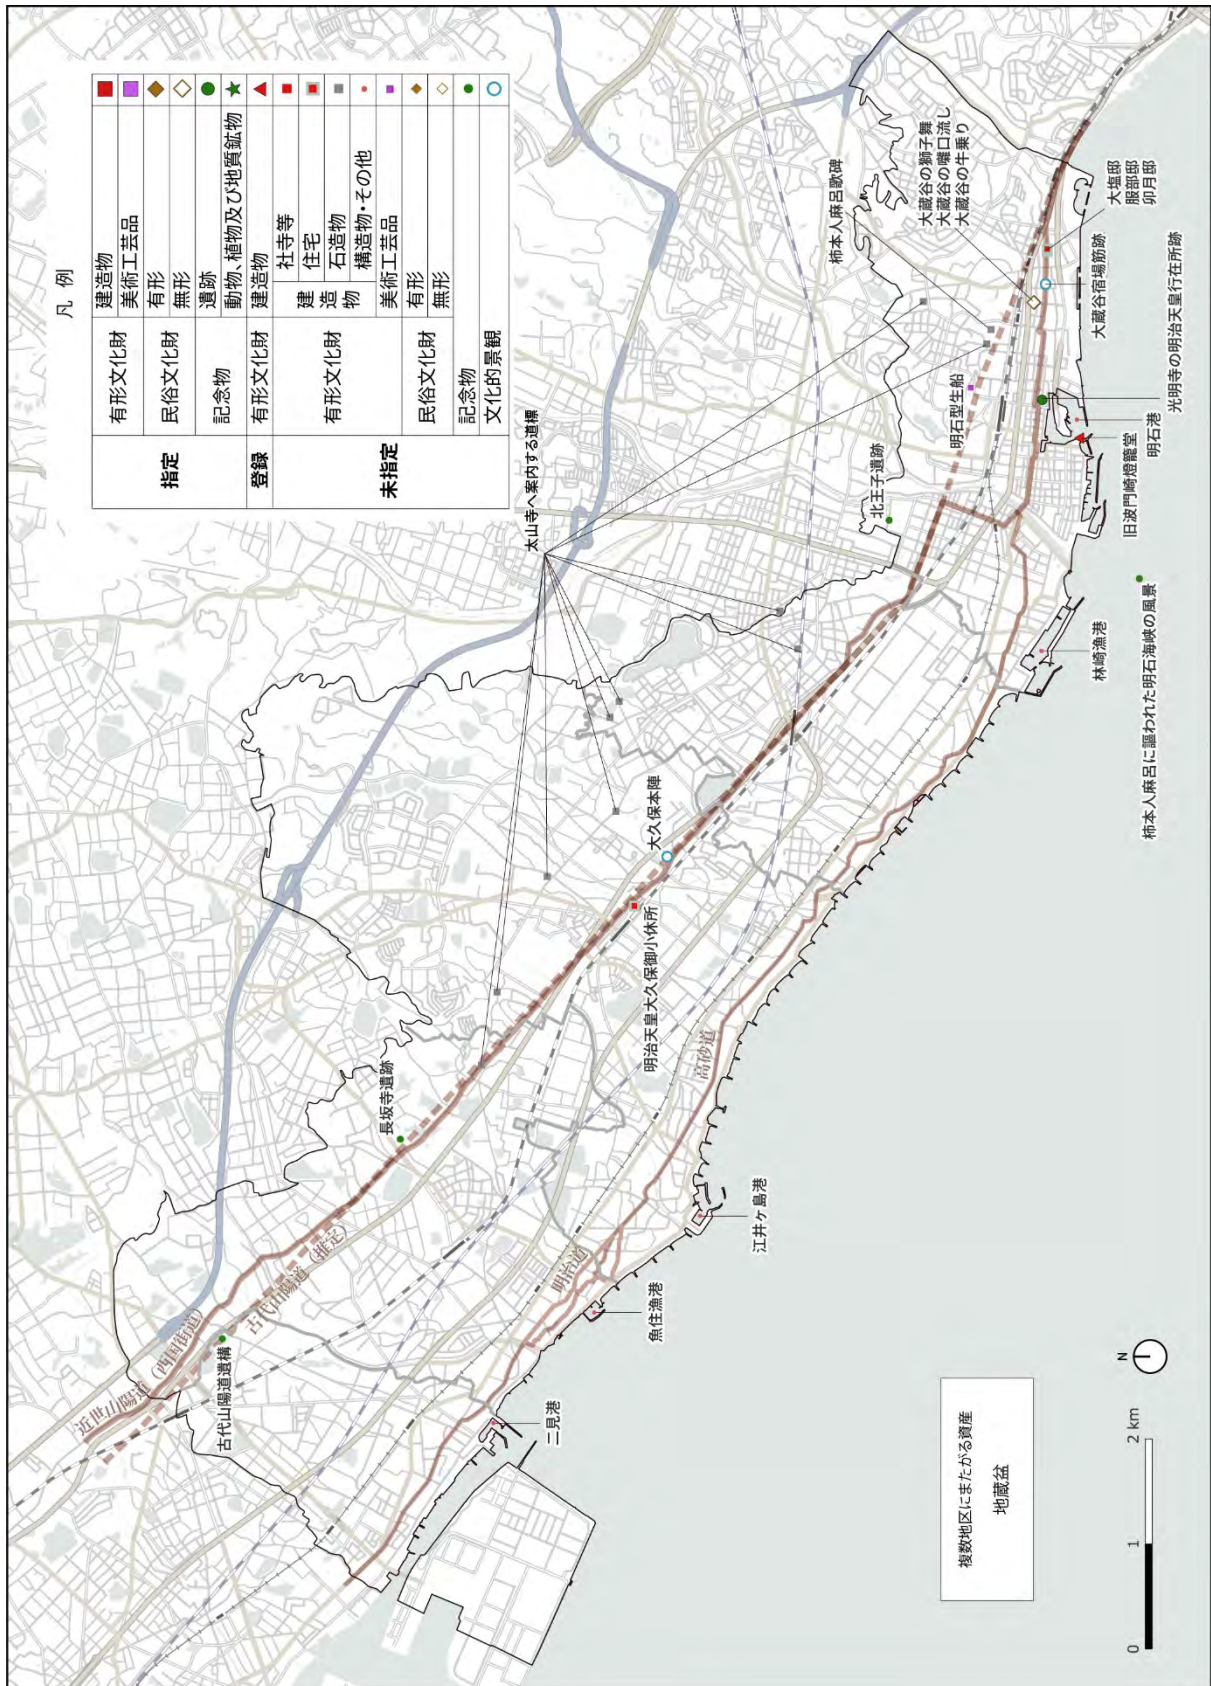 凡 例
指定
有形文化財
建造物
美術工芸品
民俗文化財
有形
無形
記念物
遺跡
動物、植物及び地質鉱物
登録
有形文化財
建造物
未指定
有形文化財
建造物
社寺等
住宅
石造物
構造物・その他
美術工芸品
民俗文化財
有形
無形
記念物
文化的景観
太山寺へ案内する道標
柿本人麻呂歌碑
大蔵谷の獅子舞
大蔵谷の囃口流し
大蔵谷の牛乗り
大塩邸
服部邸
卯月邸
大蔵谷宿場筋跡
光明寺の明治天皇行在所跡
明石港
旧波門崎燈籠堂
明石型生船
北王子遺跡
林崎漁港
柿本人麻呂に謳われた明石海峡の風景
大久保本陣
明治天皇大久保御小休所
高砂道
長坂寺遺跡
江井ヶ島港
明治道
魚住漁港
近世山陽道（西国街道）
古代山陽道（推定）
古代山陽道遺構
二見港
複数地区にまたがる資産
地蔵盆
N
0 1 2 km